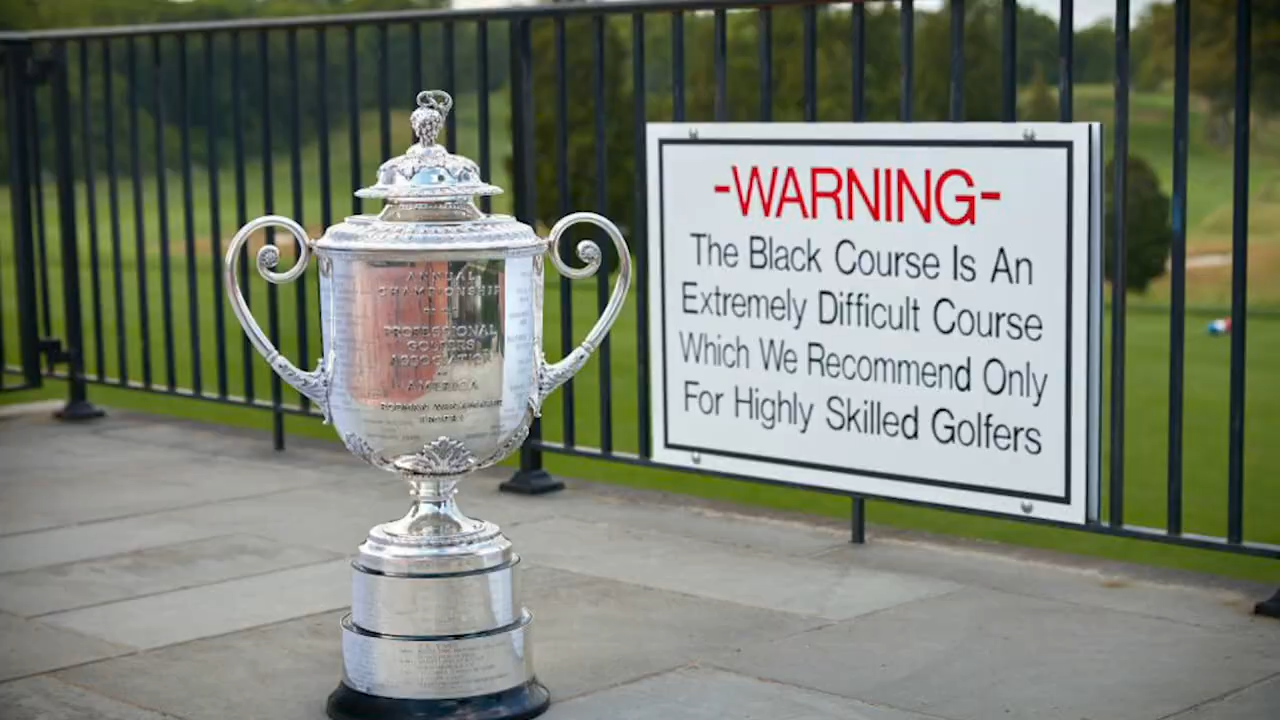 ANNUAL
CHAMPIONSHIP
PROFESSIONAL
GOLFERS
ASSOCIATION
AMERICA
-WARNING-
The Black Course Is An
Extremely Difficult Course
Which We Recommend Only
For Highly Skilled Golfers